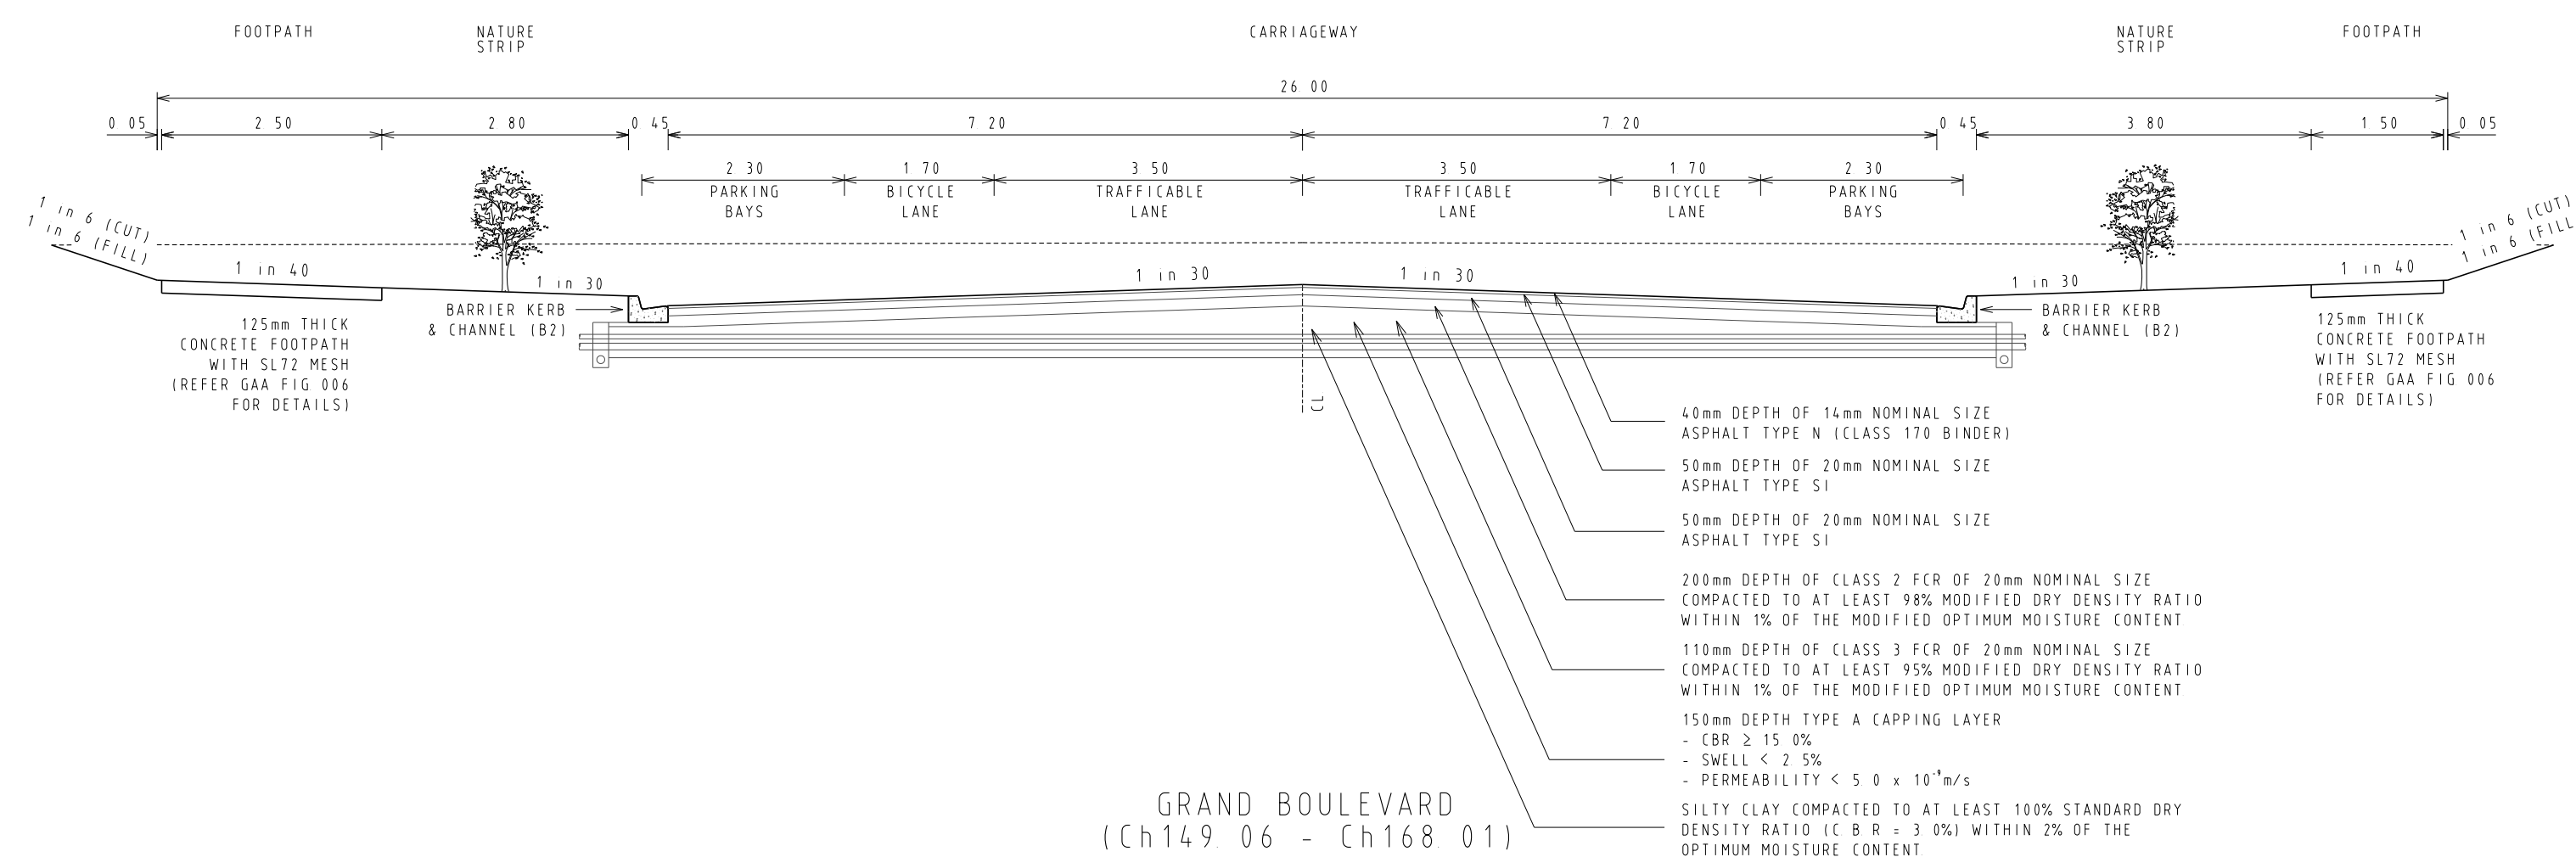 FOOTPATH
NATURE
STRIP
CARRIAGEWAY
NATURE
STRIP
FOOTPATH
26 00
0 05
2 50
2 80
0 45
7 20
7 20
0 45
3 80
1 50
0 05
2 30
PARKING
BAYS
1 70
BICYCLE
LANE
3 50
TRAFFICABLE
LANE
3 50
TRAFFICABLE
LANE
1 70
BICYCLE
LANE
2 30
PARKING
BAYS
1 in 6 (CUT)
1 in 6 (FILL)
1 in 40
1 in 30
1 in 30
1 in 30
1 in 30
1 in 40
1 in 6 (CUT)
1 in 6 (FILL
BARRIER KERB
& CHANNEL (B2)
BARRIER KERB
& CHANNEL (B2)
125mm THICK
CONCRETE FOOTPATH
WITH SL72 MESH
(REFER GAA FIG 006
FOR DETAILS)
125mm THICK
CONCRETE FOOTPATH
WITH SL72 MESH
(REFER GAA FIG 006
FOR DETAILS)
CL
40mm DEPTH OF 14mm NOMINAL SIZE
ASPHALT TYPE N (CLASS 170 BINDER)
50mm DEPTH OF 20mm NOMINAL SIZE
ASPHALT TYPE SI
50mm DEPTH OF 20mm NOMINAL SIZE
ASPHALT TYPE SI
200mm DEPTH OF CLASS 2 FCR OF 20mm NOMINAL SIZE
COMPACTED TO AT LEAST 98% MODIFIED DRY DENSITY RATIO
WITHIN 1% OF THE MODIFIED OPTIMUM MOISTURE CONTENT
110mm DEPTH OF CLASS 3 FCR OF 20mm NOMINAL SIZE
COMPACTED TO AT LEAST 95% MODIFIED DRY DENSITY RATIO
WITHIN 1% OF THE MODIFIED OPTIMUM MOISTURE CONTENT
150mm DEPTH TYPE A CAPPING LAYER
- CBR ≥ 15 0%
- SWELL < 2.5%
- PERMEABILITY < 5 0 x 10⁻⁹m/s
SILTY CLAY COMPACTED TO AT LEAST 100% STANDARD DRY
DENSITY RATIO (C B R = 3 0%) WITHIN 2% OF THE
OPTIMUM MOISTURE CONTENT.
GRAND BOULEVARD
(Ch149. 06 - Ch168. 01)